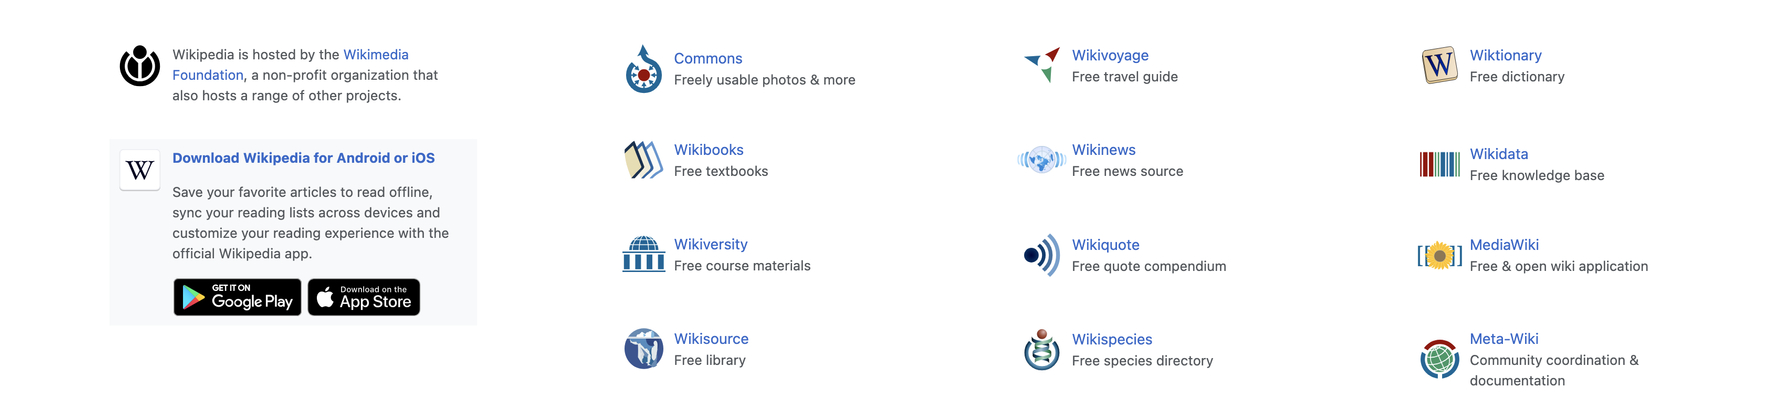 Wikipedia is hosted by the Wikimedia
Foundation, a non-profit organization that
also hosts a range of other projects.
W
Download Wikipedia for Android or iOS
Save your favorite articles to read offline,
sync your reading lists across devices and
customize your reading experience with the
official Wikipedia app.
GET IT ON
Google Play
Download on the
App Store
Commons
Freely usable photos & more
Wikibooks
Free textbooks
Wikiversity
Free course materials
Wikisource
Free library
Wikivoyage
Free travel guide
Wikinews
Free news source
Wikiquote
Free quote compendium
Wikispecies
Free species directory
W
Wiktionary
Free dictionary
Wikidata
Free knowledge base
MediaWiki
Free & open wiki application
Meta-Wiki
Community coordination &
documentation